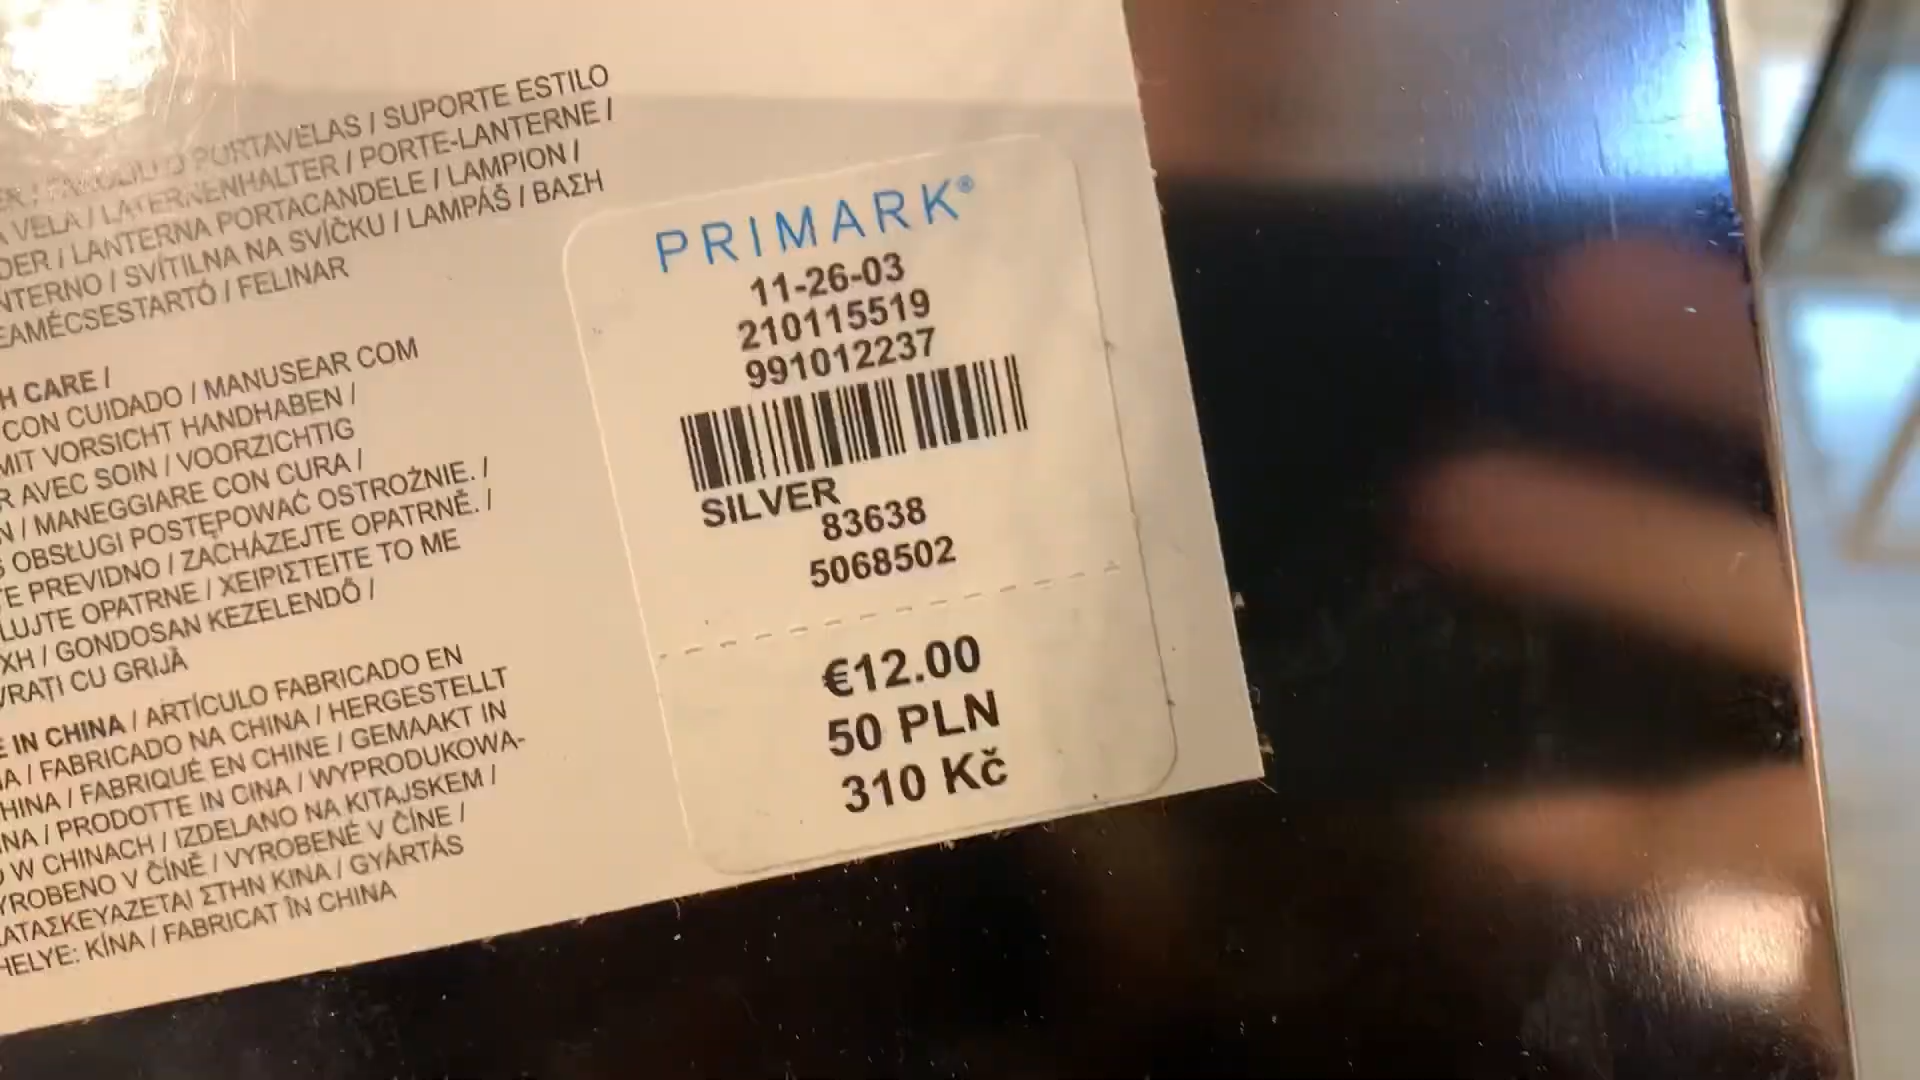 PORTAVELAS / SUPORTE ESTILO
VELA / LATERNENHALTER / PORTE-LANTERNE /
DER / LANTERNA PORTACANDELE / LAMPION /
NTERNO / SVÍTILNA NA SVÍČKU / LAMPÁŠ / ΒΑΣΗ
EAMÉCSESTARTÓ / FELINAR
H CARE /
CON CUIDADO / MANUSEAR COM
MIT VORSICHT HANDHABEN /
R AVEC SOIN / VOORZICHTIG
N / MANEGGIARE CON CURA /
OBSŁUGI POSTĘPOWAĆ OSTROŻNIE. /
TE PREVIDNO / ZACHÁZEJTE OPATRNĚ. /
LUJTE OPATRNE / ΧΕΙΡΙΣΤΕΙΤΕ ΤΟ ΜΕ
ΧΗ / GONDOSAN KEZELENDŐ /
VRAȚI CU GRIJĂ
E IN CHINA / ARTÍCULO FABRICADO EN
NA / FABRICADO NA CHINA / HERGESTELLT
HINA / FABRIQUÉ EN CHINE / GEMAAKT IN
INA / PRODOTTE IN CINA / WYPRODUKOWA-
O W CHINACH / IZDELANO NA KITAJSKEM /
YROBENO V ČÍNĚ / VYROBENÉ V ČÍNE /
ΑΤΑΣΚΕΥΑΖΕΤΑΙ ΣΤΗΝ ΚΙΝΑ / GYÁRTÁS
HELYE: KÍNA / FABRICAT ÎN CHINA
PRIMARK®
11-26-03
210115519
991012237
SILVER
83638
5068502
€12.00
50 PLN
310 Kč